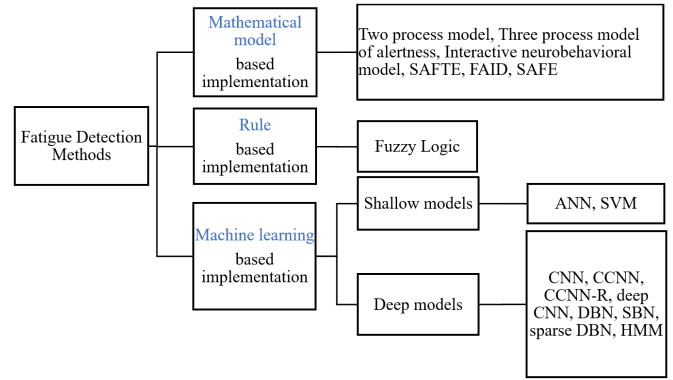 Fatigue Detection
Methods
Mathematical
model
based
implementation
Two process model, Three process model
of alertness, Interactive neurobehavioral
model, SAFTE, FAID, SAFE
Rule
based
implementation
Fuzzy Logic
Machine learning
based
implementation
Shallow models
ANN, SVM
Deep models
CNN, CCNN,
CCNN-R, deep
CNN, DBN, SBN,
sparse DBN, HMM